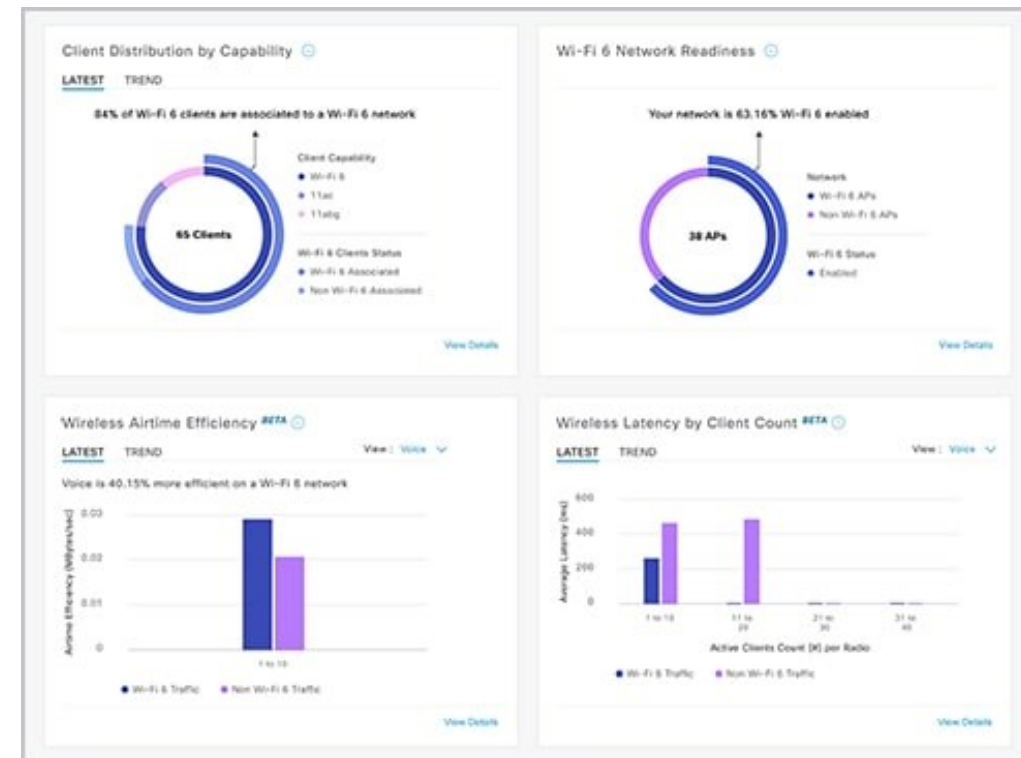 Client Distribution by Capability
LATEST TREND
84% of Wi-Fi 6 clients are associated to a Wi-Fi 6 network
65 Clients
Client Capability
Wi-Fi 6
11ac
11abg
Wi-Fi 6 Clients Status
Wi-Fi 6 Associated
Non Wi-Fi 6 Associated
View Details
Wi-Fi 6 Network Readiness
Your network is 63.16% Wi-Fi 6 enabled
38 APs
Network
Wi-Fi 6 APs
Non Wi-Fi 6 APs
Wi-Fi 6 Status
Enabled
View Details
Wireless Airtime Efficiency BETA
LATEST TREND
View: Voice
Voice is 40.15% more efficient on a Wi-Fi 6 network
Airtime Efficiency (MBytes/sec)
0.03
0.02
0.01
0
1 to 10
Wi-Fi 6 Traffic Non Wi-Fi 6 Traffic
View Details
Wireless Latency by Client Count BETA
LATEST TREND
View: Voice
Average Latency (ms)
600
400
200
0
1 to 10
11 to
20
21 to
30
31 to
40
Active Clients Count (#) per Radio
Wi-Fi 6 Traffic Non Wi-Fi 6 Traffic
View Details